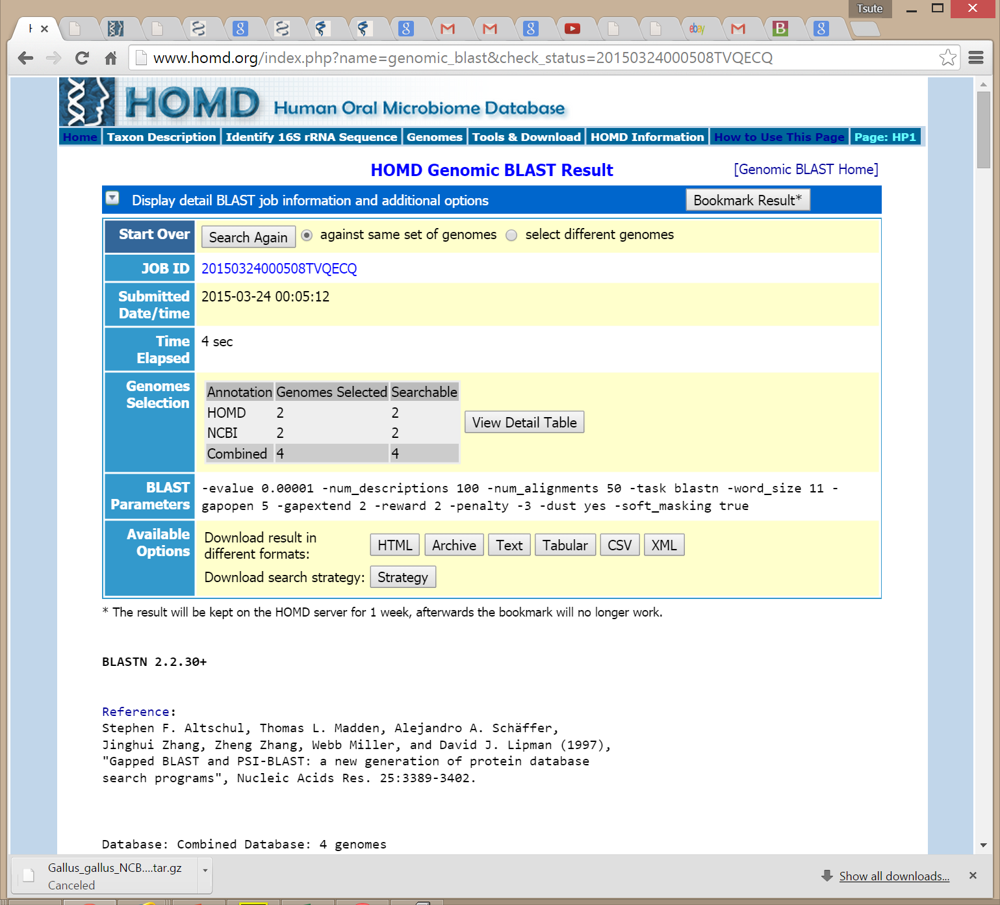 Tsute
www.homd.org/index.php?name=genomic_blast&check_status=20150324000508TVQECQ
HOMD Human Oral Microbiome Database
Home Taxon Description Identify 16S rRNA Sequence Genomes Tools & Download HOMD Information How to Use This Page Page: HP1
HOMD Genomic BLAST Result [Genomic BLAST Home]
Display detail BLAST job information and additional options Bookmark Result*
Start Over Search Again against same set of genomes select different genomes
JOB ID 20150324000508TVQECQ
Submitted 2015-03-24 00:05:12
Date/time
Time 4 sec
Elapsed
Genomes
Selection
Annotation Genomes Selected Searchable
HOMD 2 2
NCBI 2 2
Combined 4 4
View Detail Table
BLAST
Parameters
-evalue 0.00001 -num_descriptions 100 -num_alignments 50 -task blastn -word_size 11 -
gapopen 5 -gapextend 2 -reward 2 -penalty -3 -dust yes -soft_masking true
Available
Options
Download result in
different formats:
HTML Archive Text Tabular CSV XML
Download search strategy: Strategy
* The result will be kept on the HOMD server for 1 week, afterwards the bookmark will no longer work.
BLASTN 2.2.30+
Reference:
Stephen F. Altschul, Thomas L. Madden, Alejandro A. Schäffer,
Jinghui Zhang, Zheng Zhang, Webb Miller, and David J. Lipman (1997),
"Gapped BLAST and PSI-BLAST: a new generation of protein database
search programs", Nucleic Acids Res. 25:3389-3402.
Database: Combined Database: 4 genomes
Gallus_gallus_NCB....tar.gz
Canceled
Show all downloads...